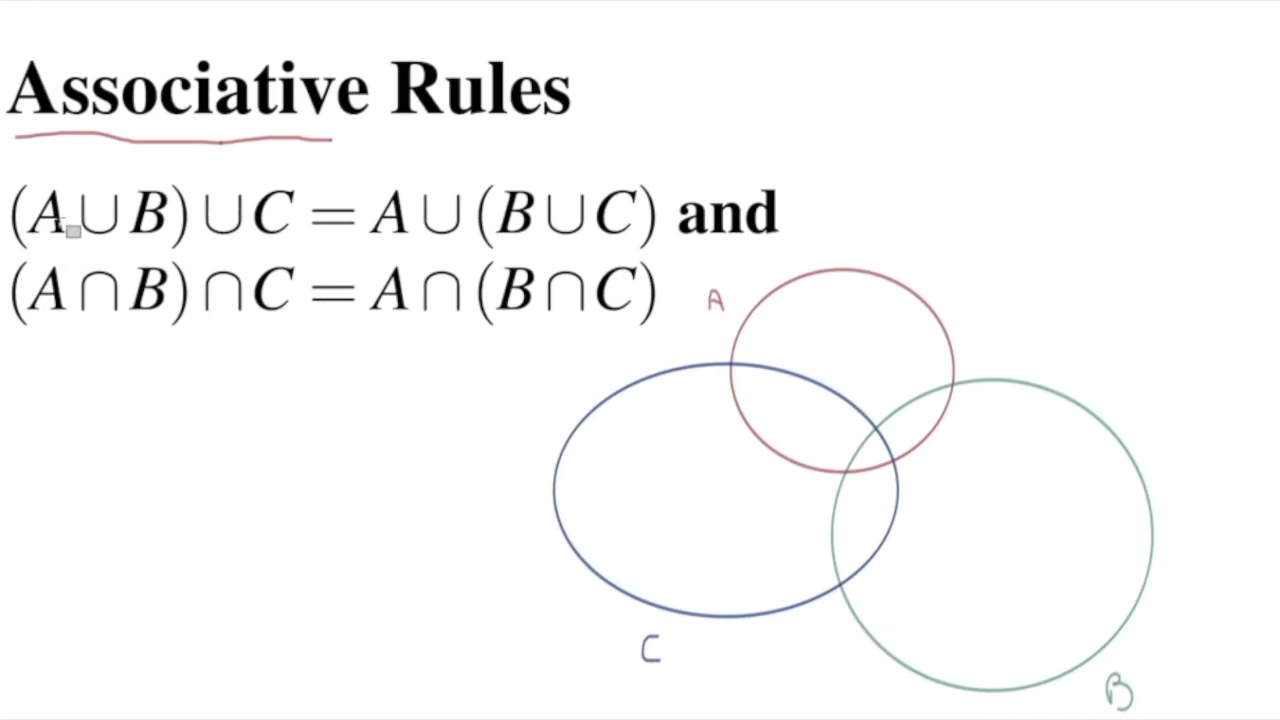 Associative Rules
(A∪B)∪C = A∪(B∪C) and
(A∩B)∩C = A∩(B∩C)
A
C
B